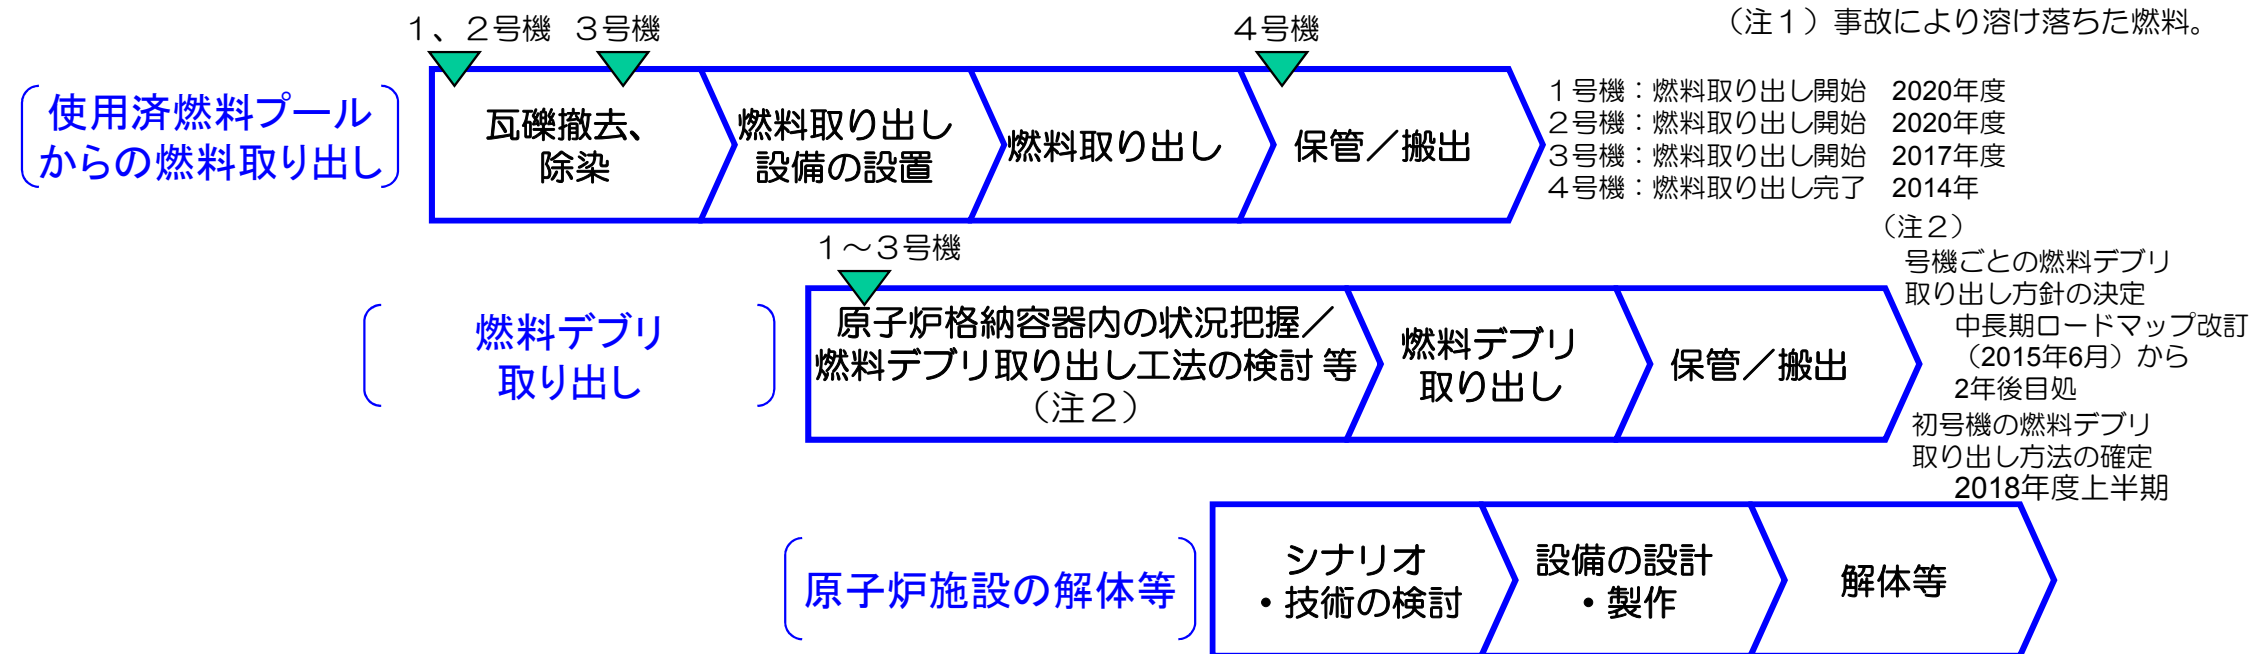 （注１）事故により溶け落ちた燃料。
１、２号機
３号機
４号機
使用済燃料プール
からの燃料取り出し
瓦礫撤去、
除染
燃料取り出し
設備の設置
燃料取り出し
保管／搬出
１号機：燃料取り出し開始　2020年度
２号機：燃料取り出し開始　2020年度
３号機：燃料取り出し開始　2017年度
４号機：燃料取り出し完了　2014年
１～３号機
燃料デブリ
取り出し
原子炉格納容器内の状況把握／
燃料デブリ取り出し工法の検討 等
（注２）
燃料デブリ
取り出し
保管／搬出
（注２）
号機ごとの燃料デブリ
取り出し方針の決定
中長期ロードマップ改訂
（2015年6月）から
2年後目処
初号機の燃料デブリ
取り出し方法の確定
2018年度上半期
原子炉施設の解体等
シナリオ
・技術の検討
設備の設計
・製作
解体等